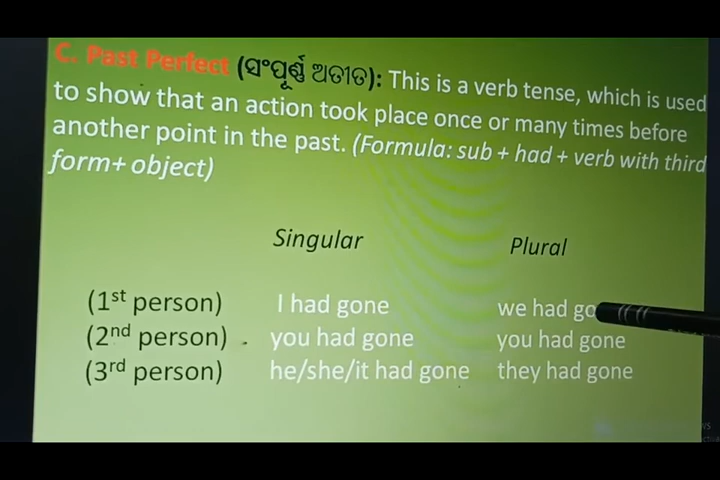 C. Past Perfect (ସଂପୂର୍ଣ୍ଣ ଅତୀତ): This is a verb tense, which is used
to show that an action took place once or many times before
another point in the past. (Formula: sub + had + verb with third
form+ object)
Singular Plural
(1st person) I had gone we had go
(2nd person) you had gone you had gone
(3rd person) he/she/it had gone they had gone